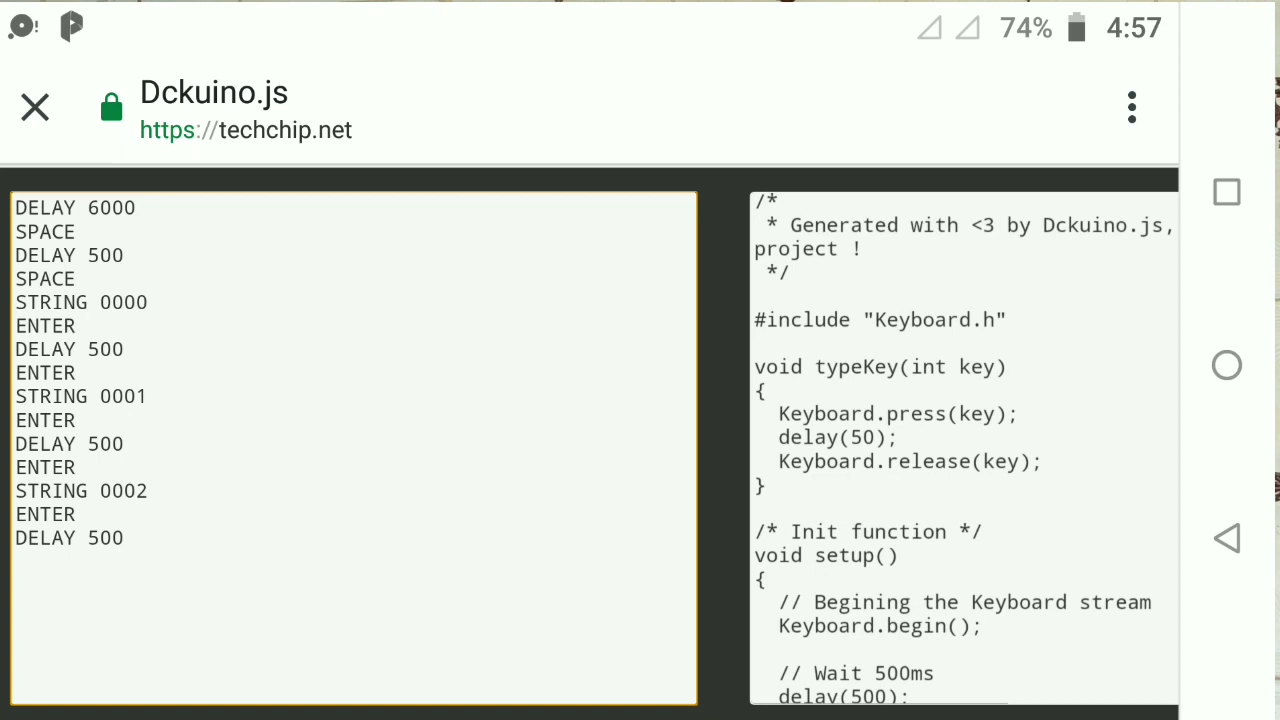 74% 4:57
Dckuino.js
https://techchip.net
DELAY 6000
SPACE
DELAY 500
SPACE
STRING 0000
ENTER
DELAY 500
ENTER
STRING 0001
ENTER
DELAY 500
ENTER
STRING 0002
ENTER
DELAY 500
/*
* Generated with <3 by Dckuino.js,
project !
*/
#include "Keyboard.h"
void typeKey(int key)
{
Keyboard.press(key);
delay(50);
Keyboard.release(key);
}
/* Init function */
void setup()
{
// Begining the Keyboard stream
Keyboard.begin();
// Wait 500ms
delay(500);